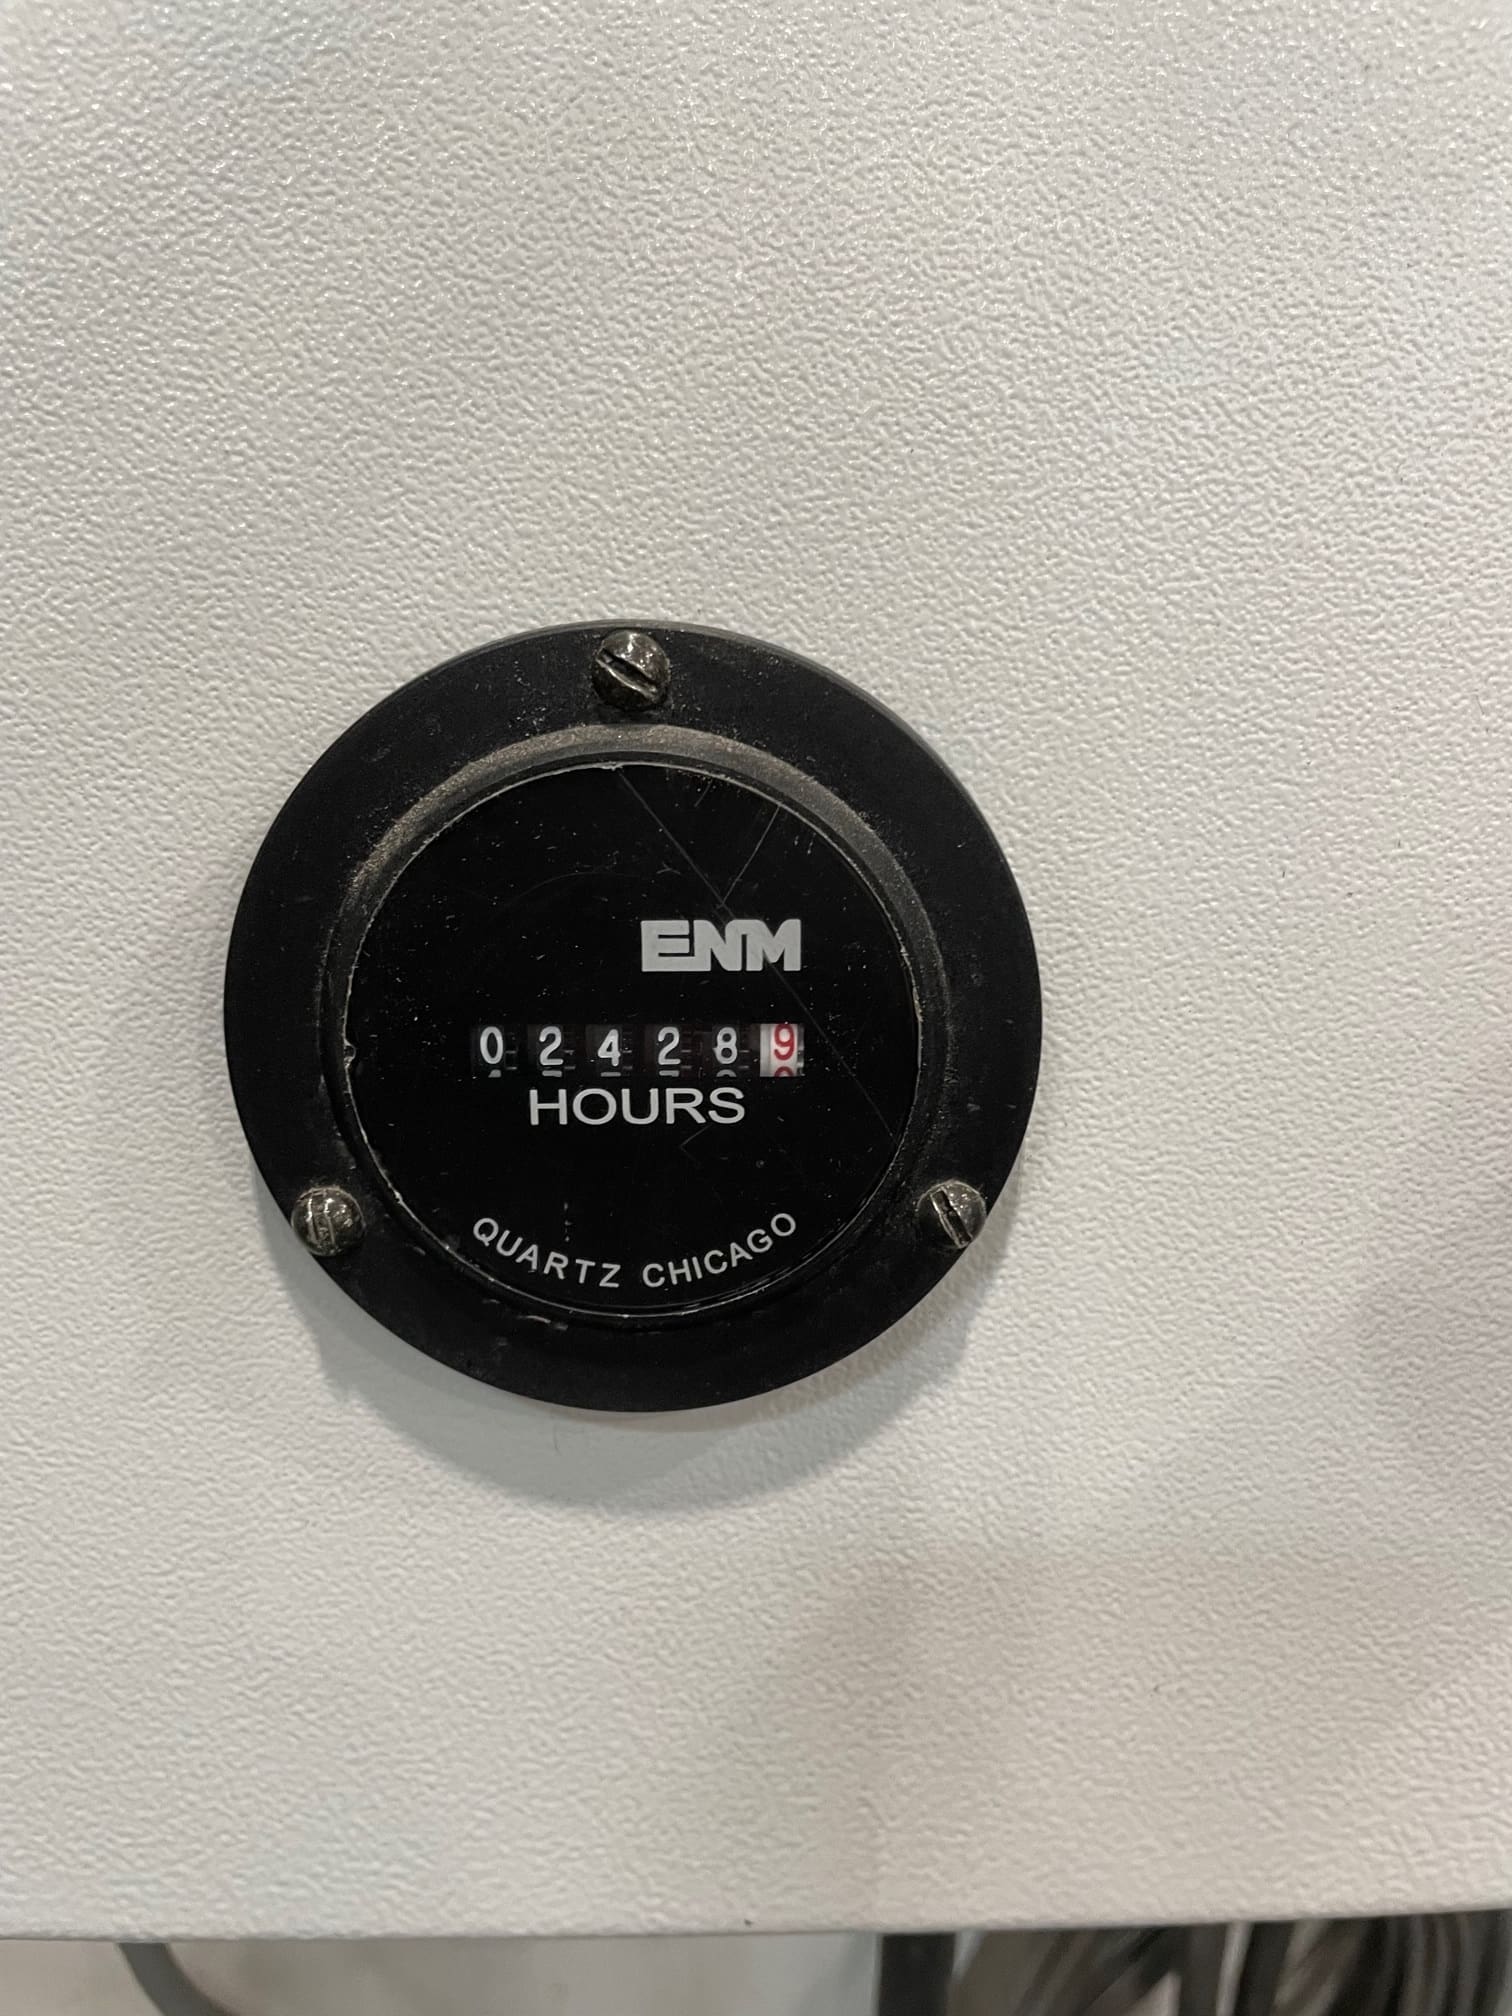 ENM
024289
HOURS
QUARTZ CHICAGO